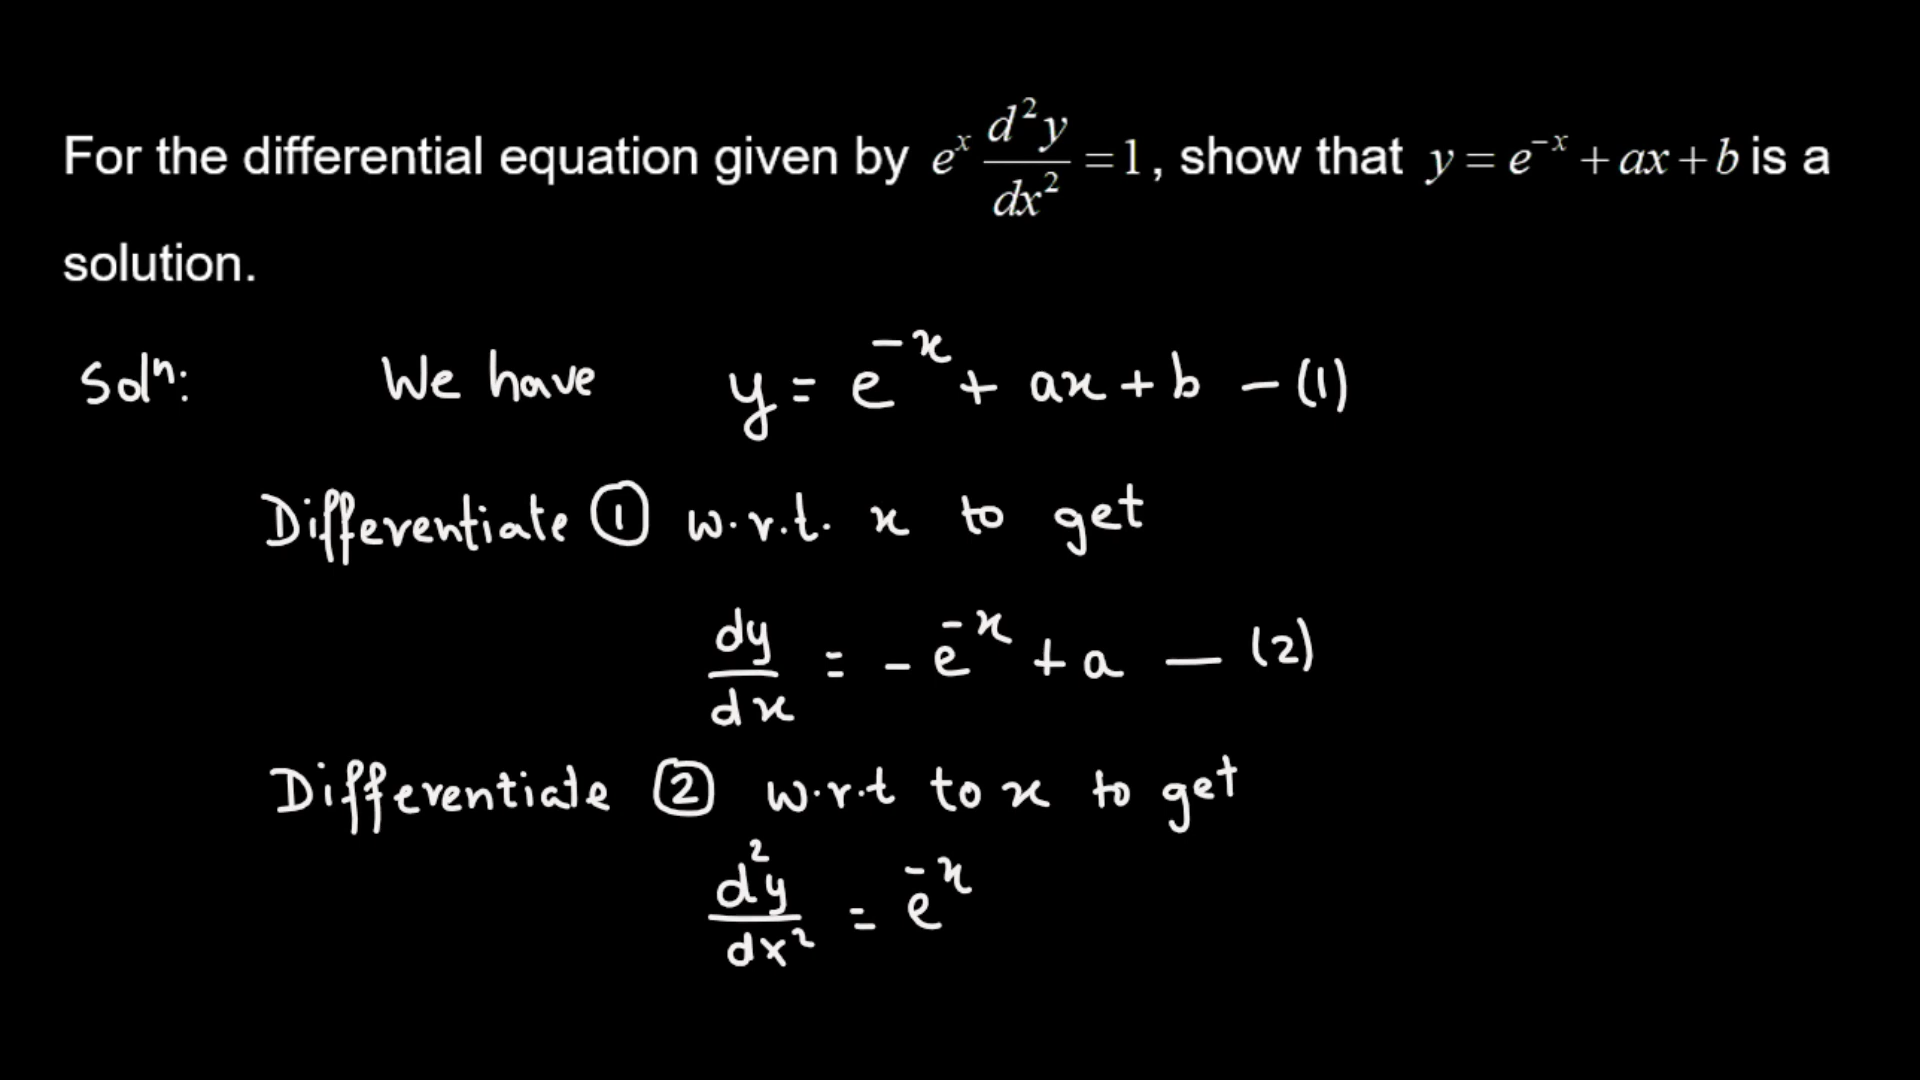 For the differential equation given by e^x d²y/dx² = 1, show that y = e^{-x} + ax + b is a
solution.
Solⁿ: We have y = e^{-x} + ax + b - (1)
Differentiate ① w.r.t. x to get
dy/dx = - e^{-x} + a — (2)
Differentiate ② w.r.t to x to get
d²y/dx² = e^{-x}